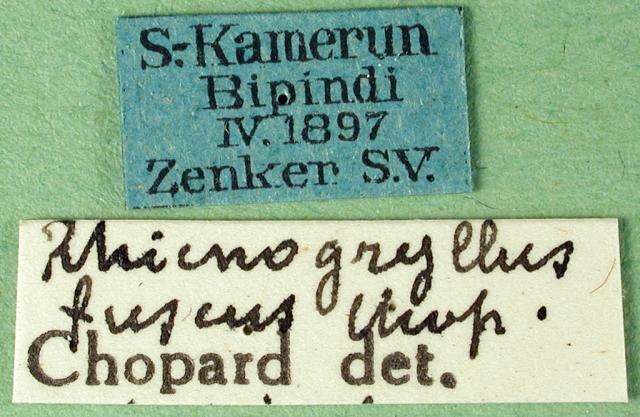 S.-Kamerun
Bipindi
IV. 1897
Zenker S.V.
Rhicnogryllus
fuscus Chop.
Chopard det.